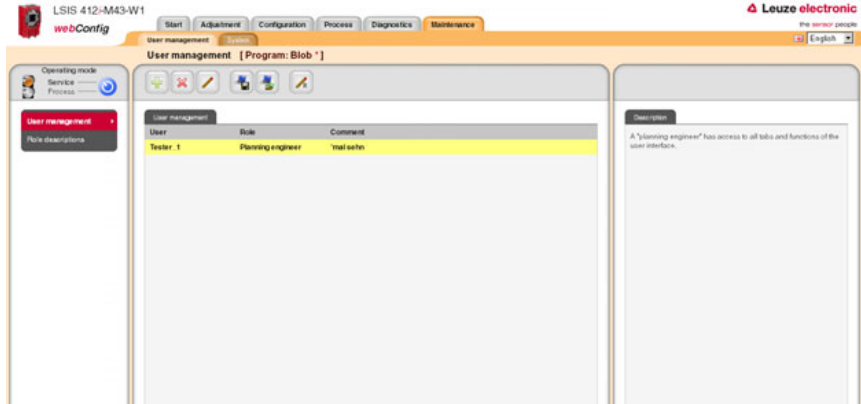 LSIS 412i-M43-W1
webConfig
Leuze electronic
the sensor people
Start Adjustment Configuration Process Diagnostics Maintenance
English
User management System
User management [ Program: Blob * ]
Operating mode
Service
Process
User management
Role descriptions
User management
User Role Comment
Tester_1 Planning engineer 'mal sehn
Description
A "planning engineer" has access to all tabs and functions of the
user interface.